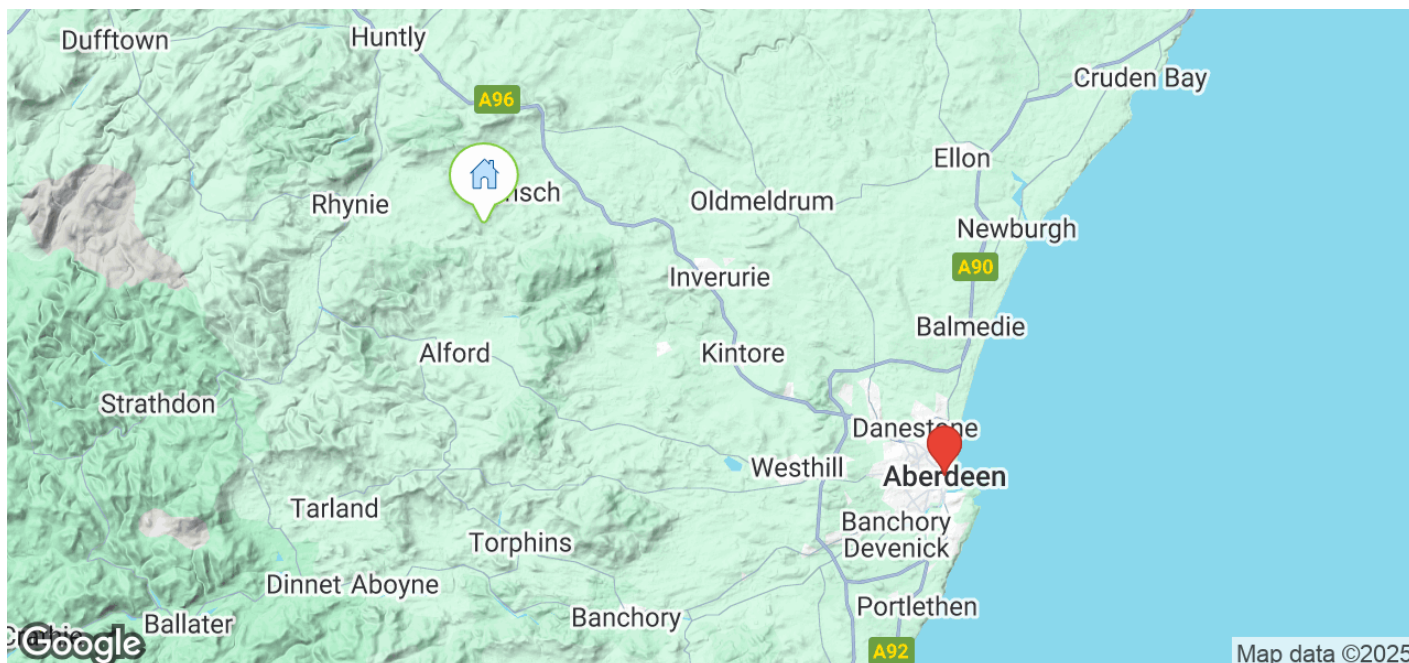 Dufftown
Huntly
Cruden Bay
A96
Ellon
Rhynie
nsch
Oldmeldrum
Newburgh
Inverurie
A90
Balmedie
Alford
Kintore
Strathdon
Danestone
Westhill
Aberdeen
Tarland
Banchory
Devenick
Torphins
Dinnet
Aboyne
Ballater
Banchory
Portlethen
A92
Google
Map data ©2025